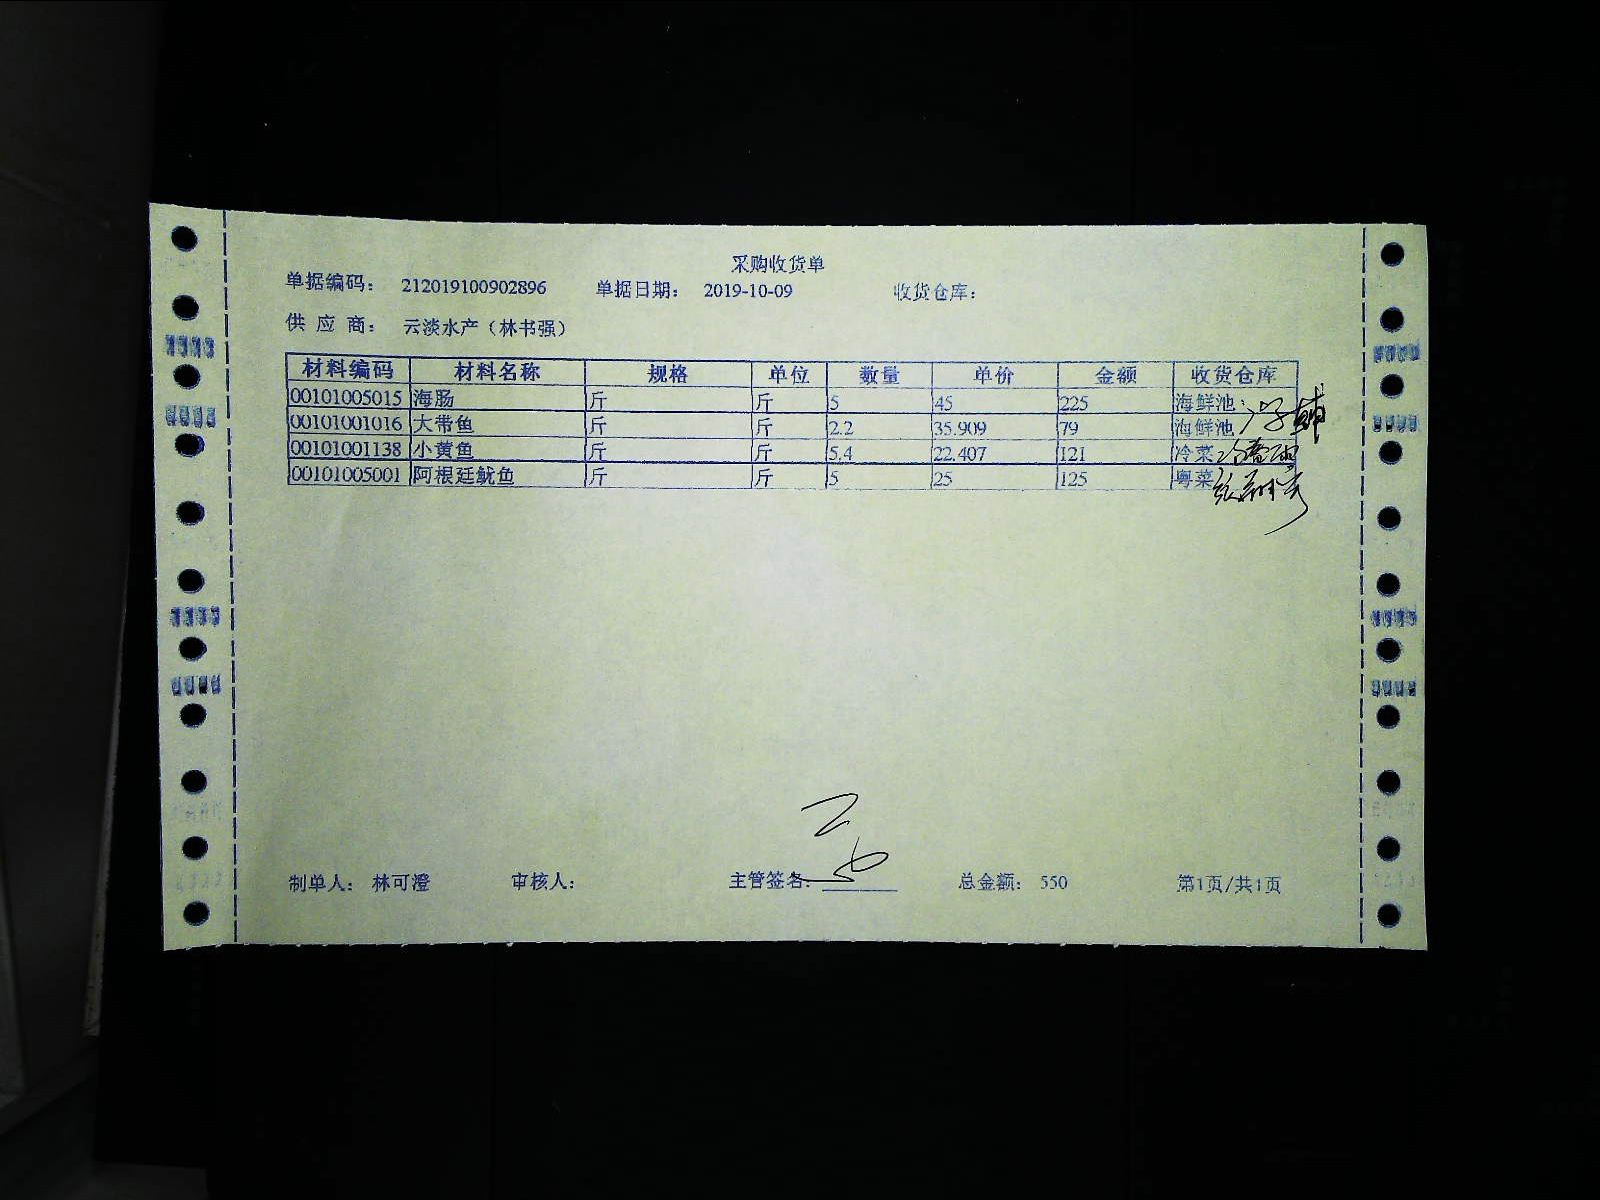 采购收货单
单据编码： 212019100902896 单据日期： 2019-10-09 收货仓库：
供 应 商： 云淡水产（林书强）
材料编码 材料名称 规格 单位 数量 单价 金额 收货仓库
00101005015 海肠 斤 斤 5 45 225 海鲜池
00101001016 大带鱼 斤 斤 2.2 35.909 79 海鲜池
00101001138 小黄鱼 斤 斤 5.4 22.407 121 冷菜
00101005001 阿根廷鱿鱼 斤 斤 5 25 125 粤菜
制单人： 林可澄 审核人： 主管签名： 总金额： 550 第1页/共1页